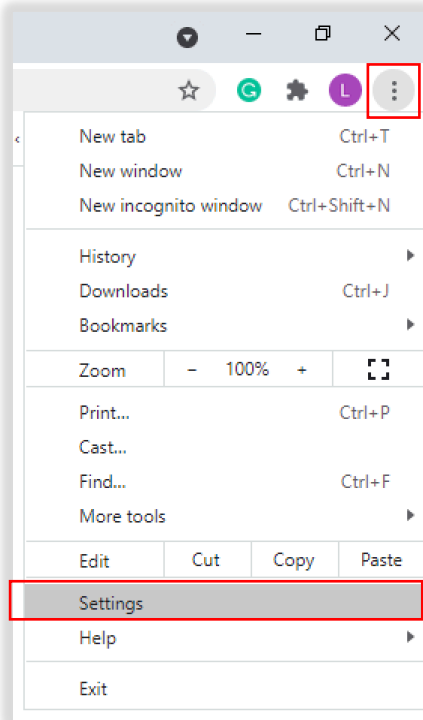 G L
New tab Ctrl+T
New window Ctrl+N
New incognito window Ctrl+Shift+N
History
Downloads Ctrl+J
Bookmarks
Zoom - 100% +
Print... Ctrl+P
Cast...
Find... Ctrl+F
More tools
Edit Cut Copy Paste
Settings
Help
Exit